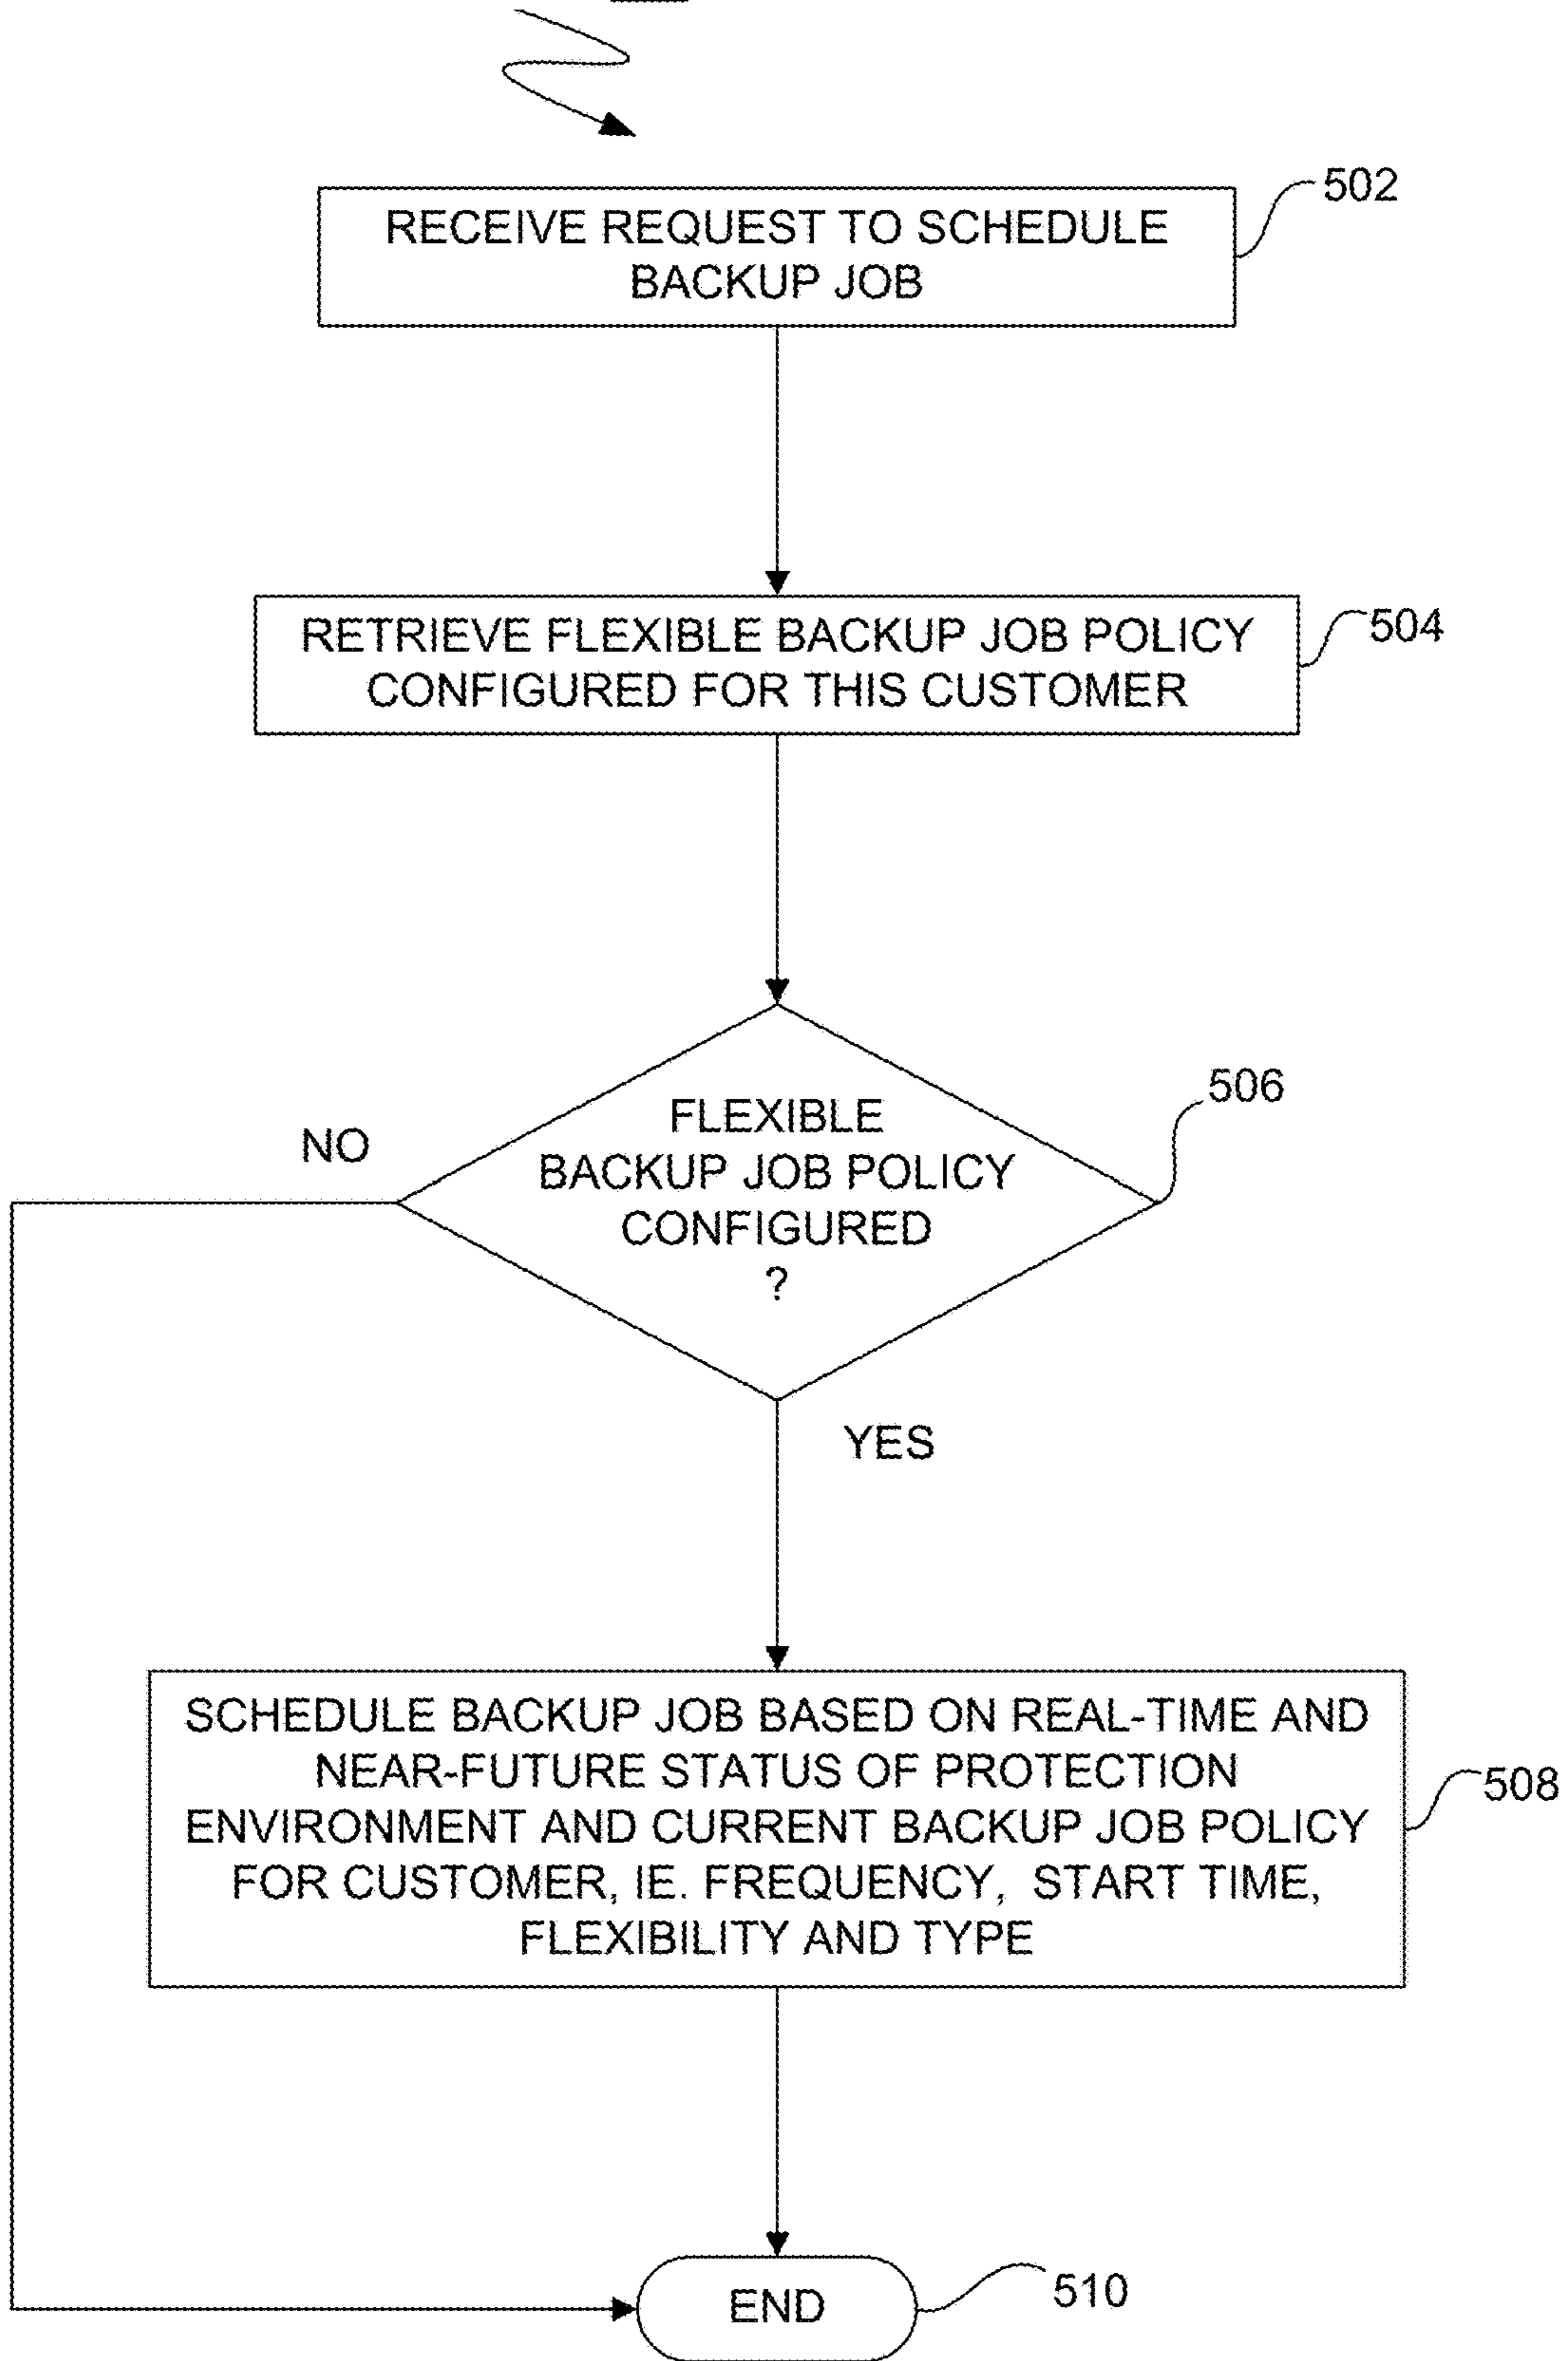 502
RECEIVE REQUEST TO SCHEDULE
BACKUP JOB
504
RETRIEVE FLEXIBLE BACKUP JOB POLICY
CONFIGURED FOR THIS CUSTOMER
506
FLEXIBLE
BACKUP JOB POLICY
CONFIGURED
?
NO
YES
SCHEDULE BACKUP JOB BASED ON REAL-TIME AND
NEAR-FUTURE STATUS OF PROTECTION
ENVIRONMENT AND CURRENT BACKUP JOB POLICY
FOR CUSTOMER, IE. FREQUENCY, START TIME,
FLEXIBILITY AND TYPE
508
END
510